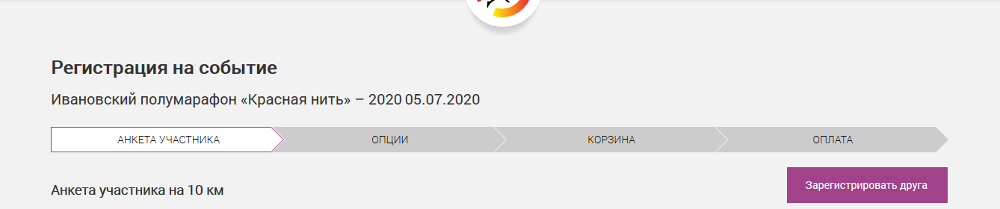 Регистрация на событие
Ивановский полумарафон «Красная нить» – 2020 05.07.2020
АНКЕТА УЧАСТНИКА ОПЦИИ КОРЗИНА ОПЛАТА
Анкета участника на 10 км Зарегистрировать друга